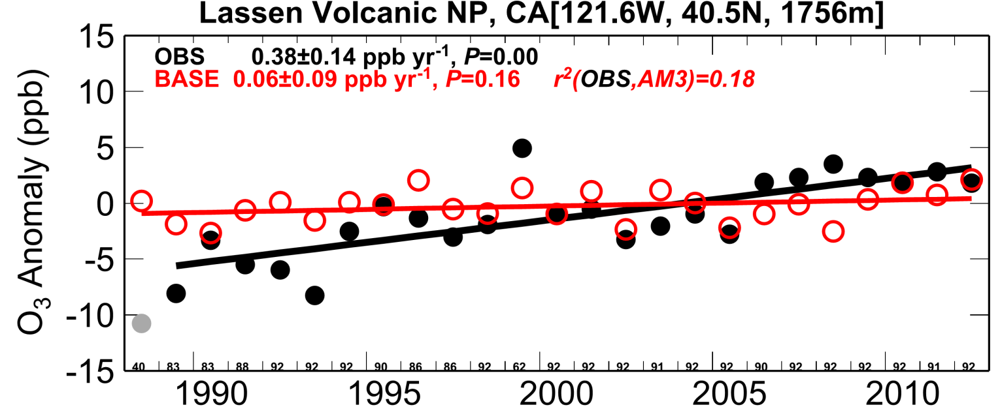 Lassen Volcanic NP, CA[121.6W, 40.5N, 1756m]
OBS 0.38±0.14 ppb yr⁻¹, P=0.00
BASE 0.06±0.09 ppb yr⁻¹, P=0.16 r²(OBS,AM3)=0.18
O₃ Anomaly (ppb)
15
10
5
0
-5
-10
-15
40 83 83 88 92 92 92 90 86 86 92 62 92 92 92 91 92 92 90 92 92 92 92 91 92
1990 1995 2000 2005 2010